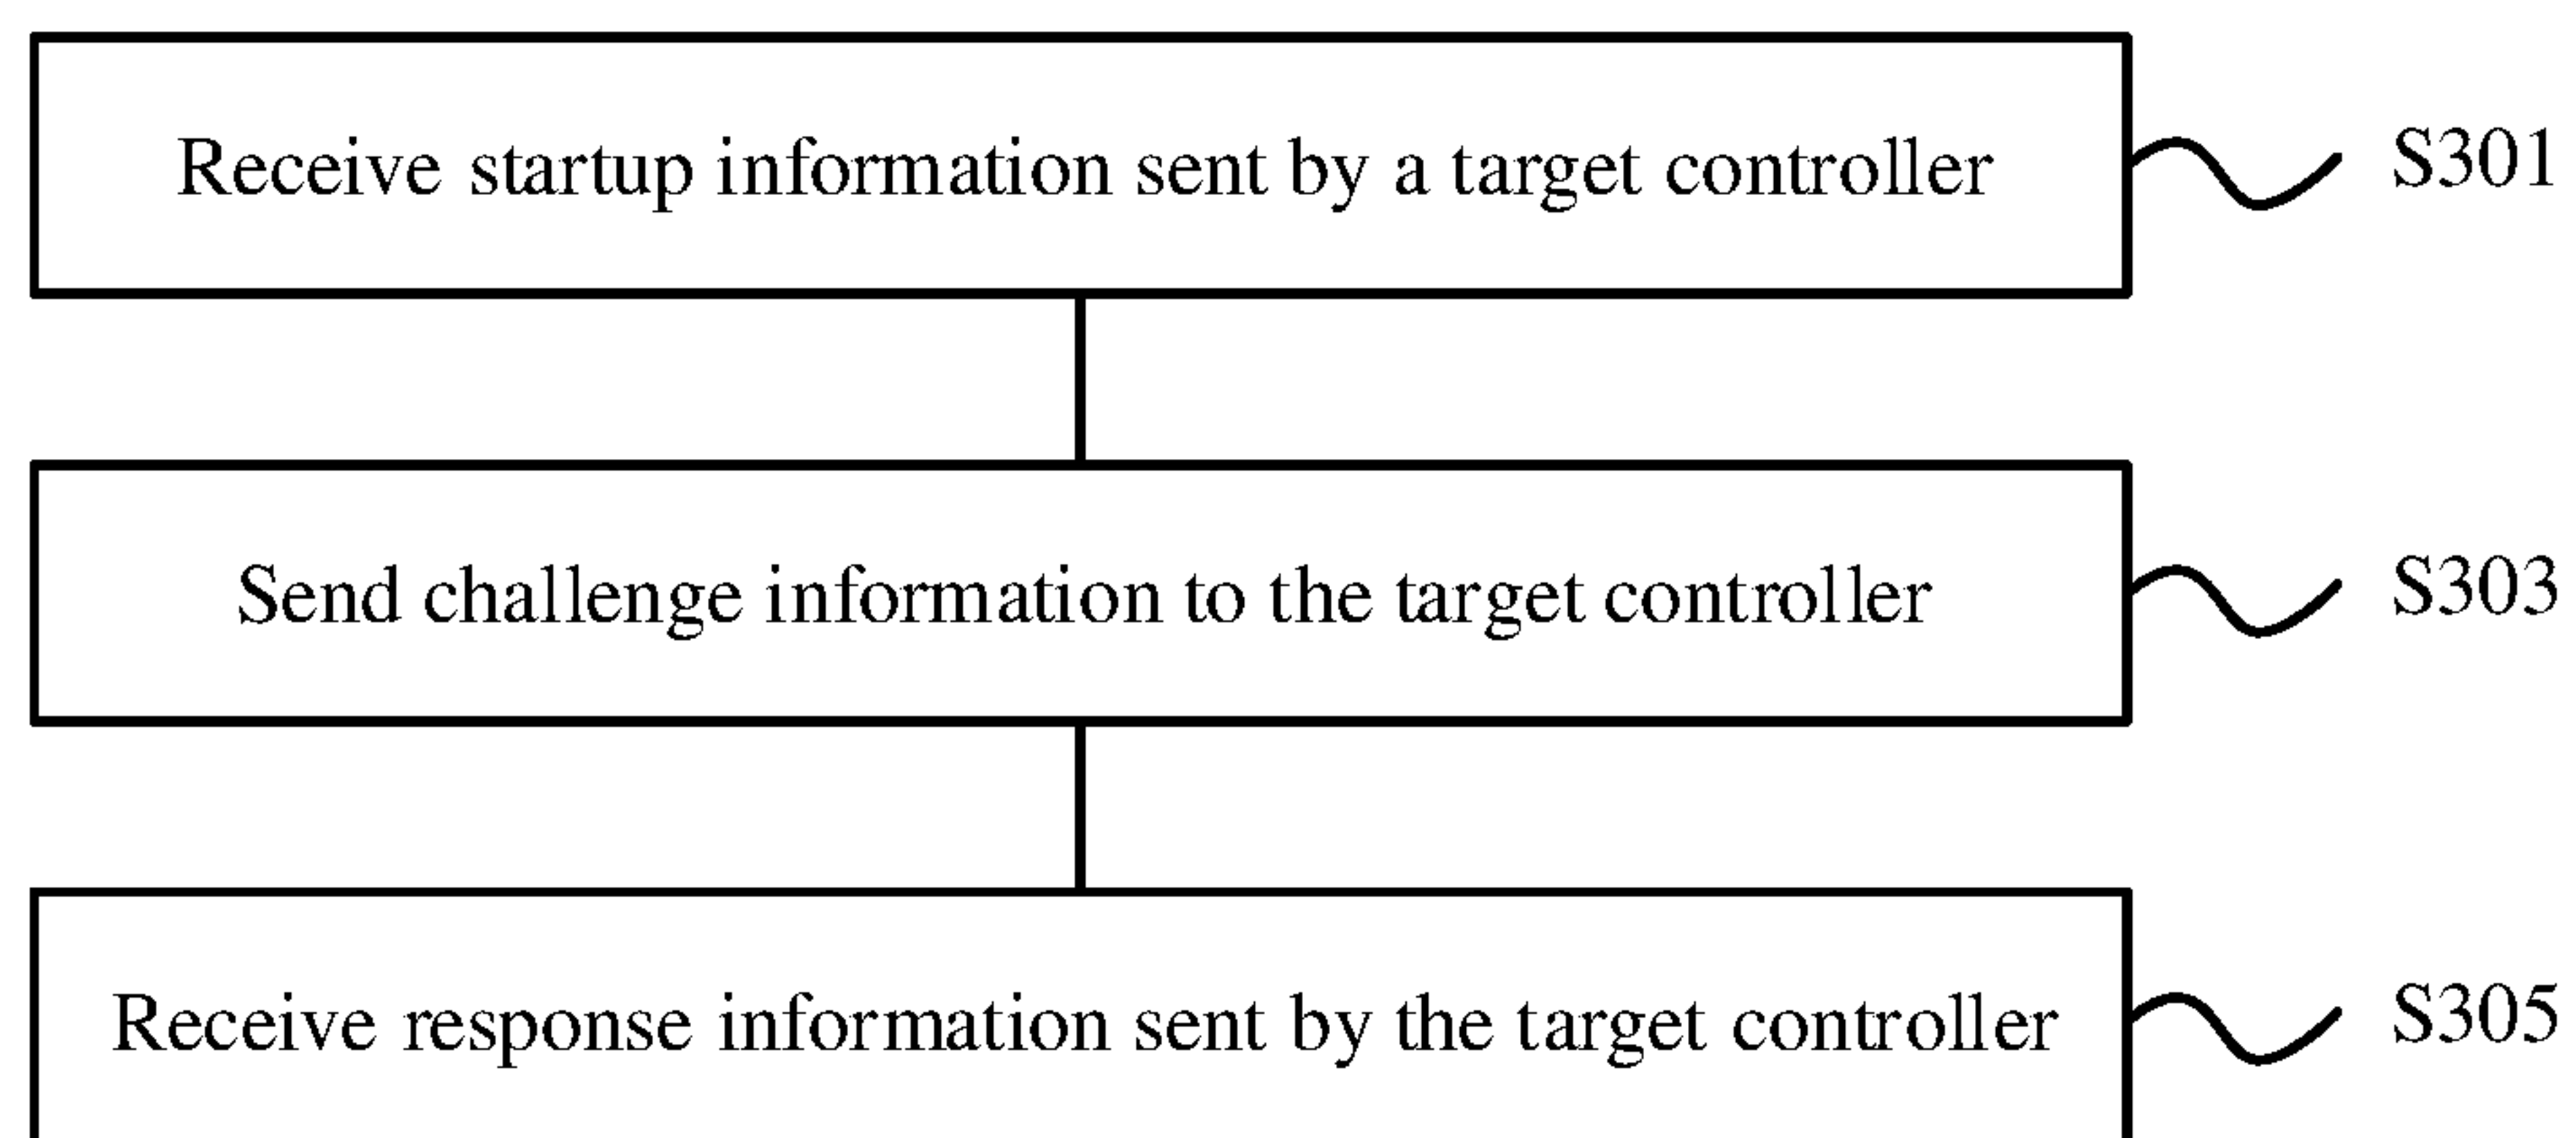 Receive startup information sent by a target controller S301
Send challenge information to the target controller S303
Receive response information sent by the target controller S305